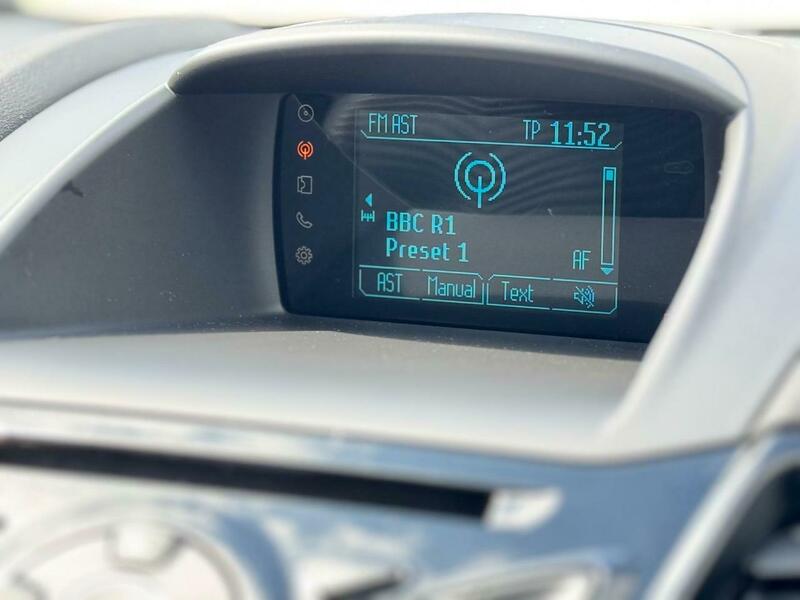 FM AST TP 11:52
BBC R1
Preset 1
AF
AST Manual Text